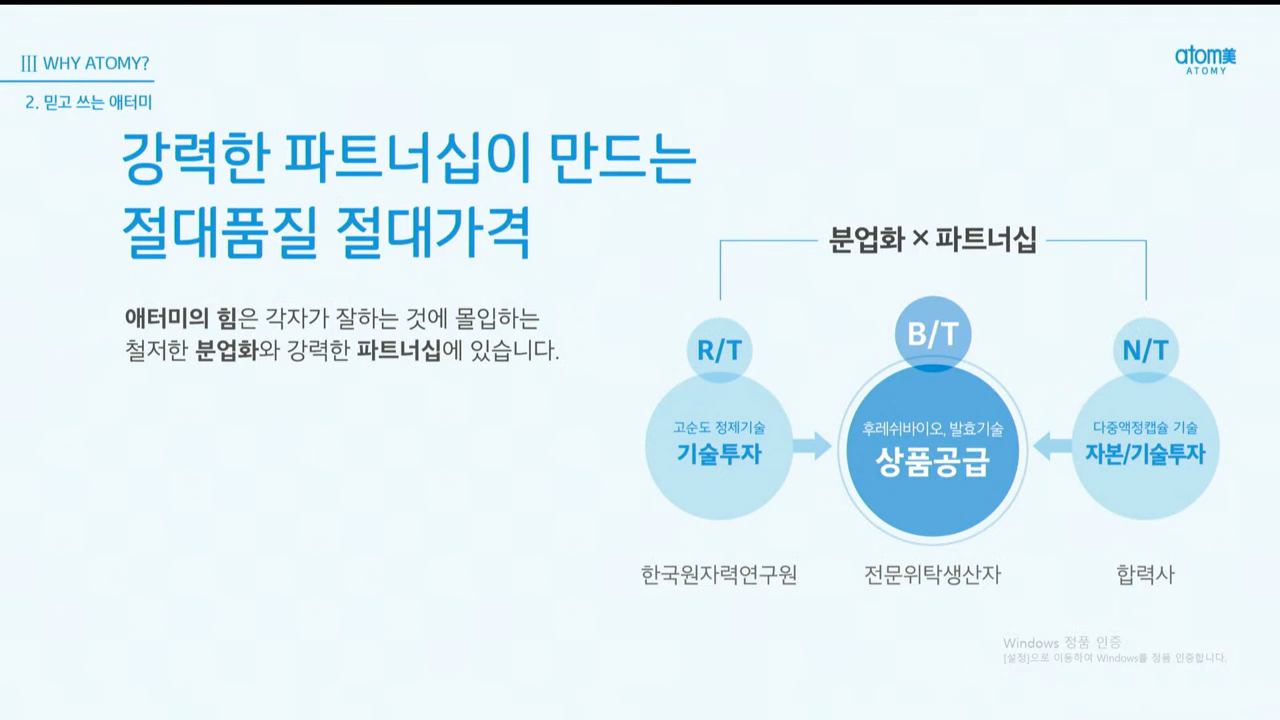 III WHY ATOMY?
atom美
ATOMY
2. 믿고 쓰는 애터미
강력한 파트너십이 만드는
절대품질 절대가격
애터미의 힘은 각자가 잘하는 것에 몰입하는
철저한 분업화와 강력한 파트너십에 있습니다.
분업화 × 파트너십
R/T
고순도 정제기술
기술투자
한국원자력연구원
B/T
후레쉬바이오, 발효기술
상품공급
전문위탁생산자
N/T
다중액정캡슐 기술
자본/기술투자
합력사
Windows 정품 인증
[설정]으로 이동하여 Windows를 정품 인증합니다.